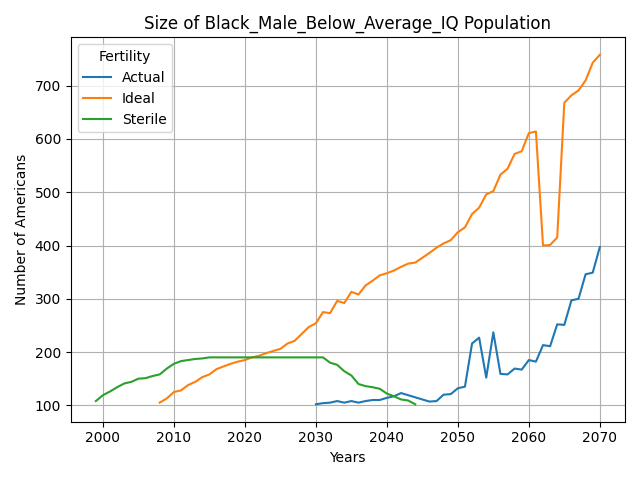 Size of Black_Male_Below_Average_IQ Population
Fertility
Actual
Ideal
Sterile
Number of Americans
700
600
500
400
300
200
100
2000 2010 2020 2030 2040 2050 2060 2070
Years